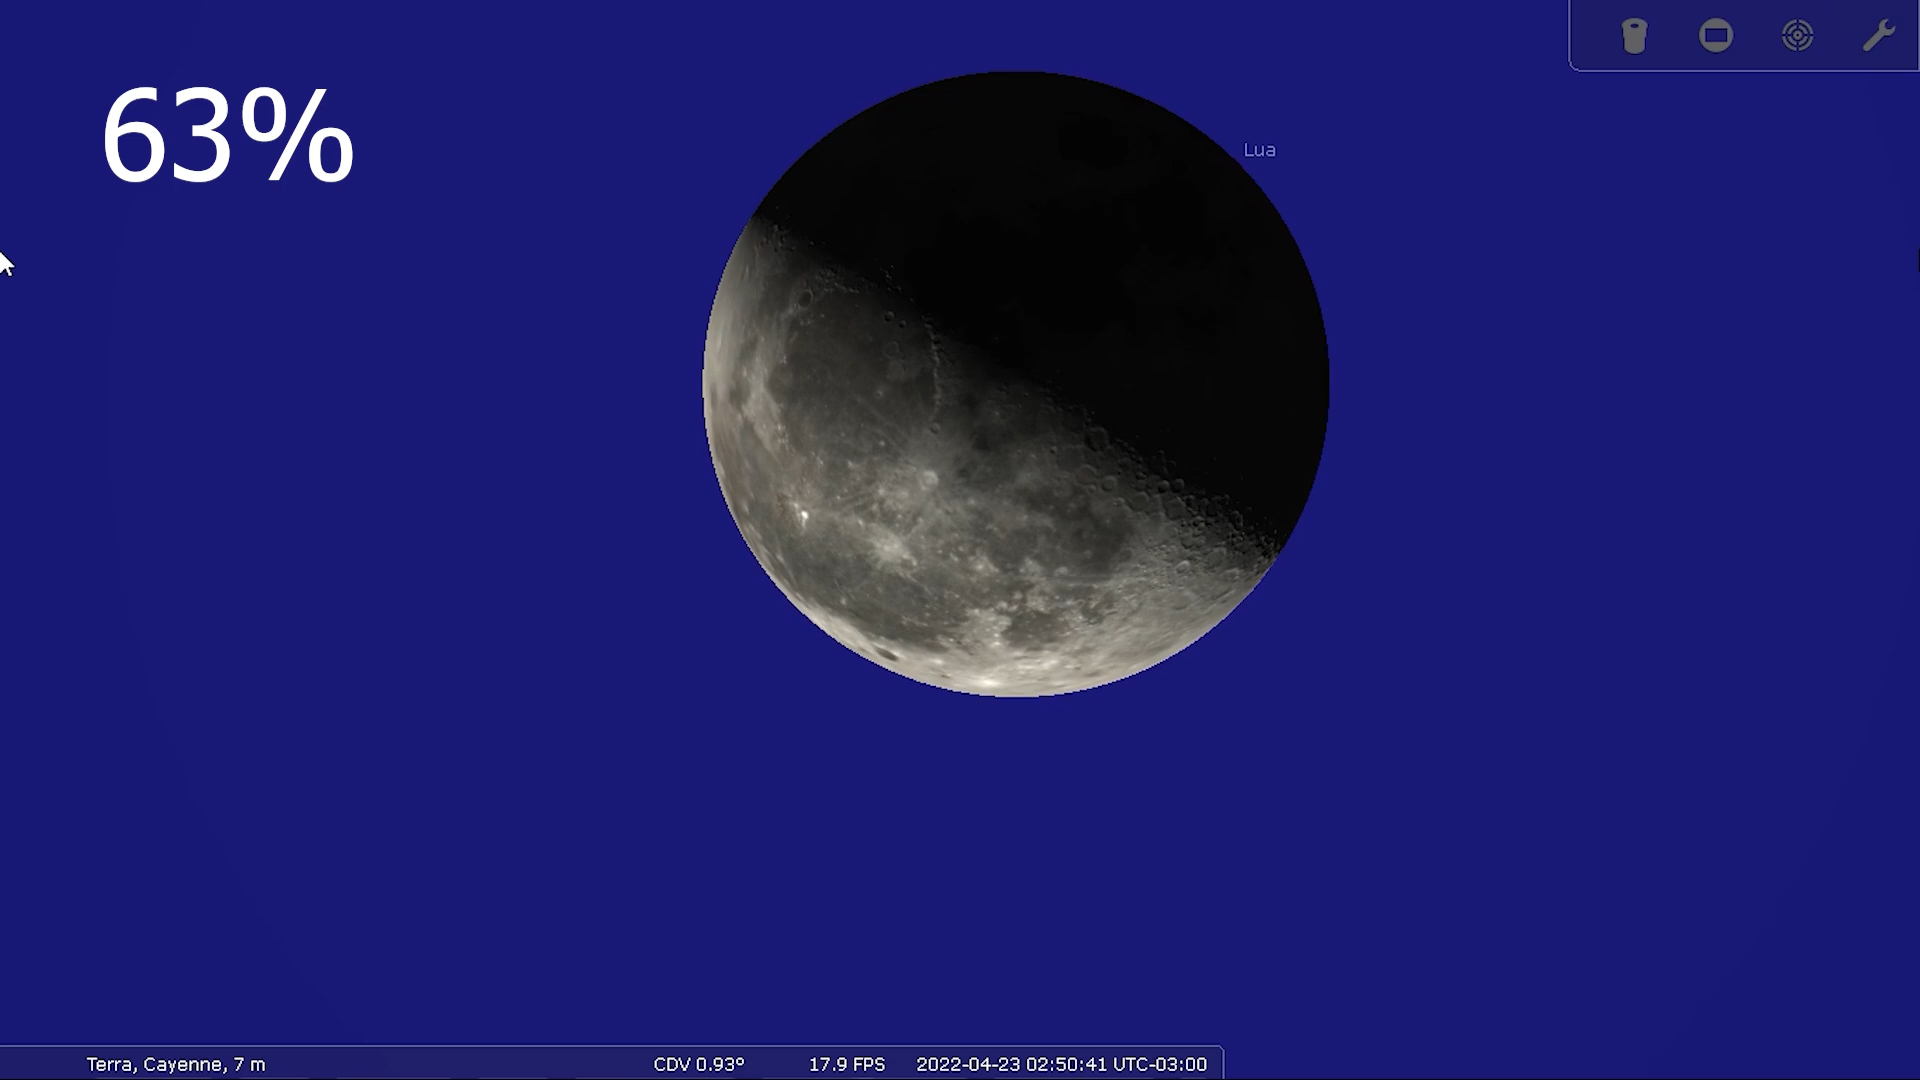 63%
Lua
Terra, Cayenne, 7 m
CDV 0.93º
17.9 FPS
2022-04-23 02:50:41 UTC-03:00